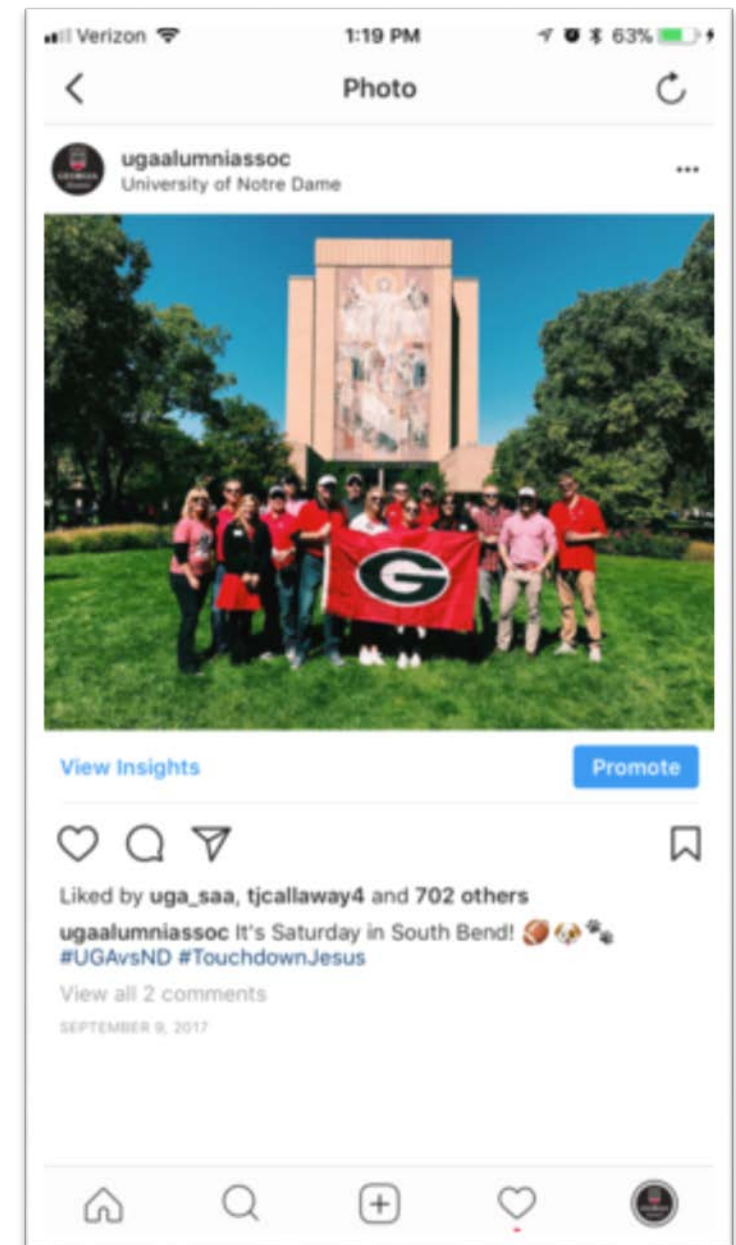 Verizon 1:19 PM 63%
Photo
ugaalumniassoc
University of Notre Dame
G
View Insights Promote
Liked by uga_saa, tjcallaway4 and 702 others
ugaalumniassoc It's Saturday in South Bend! 🏈🐶🐾
#UGAvsND #TouchdownJesus
View all 2 comments
SEPTEMBER 9, 2017